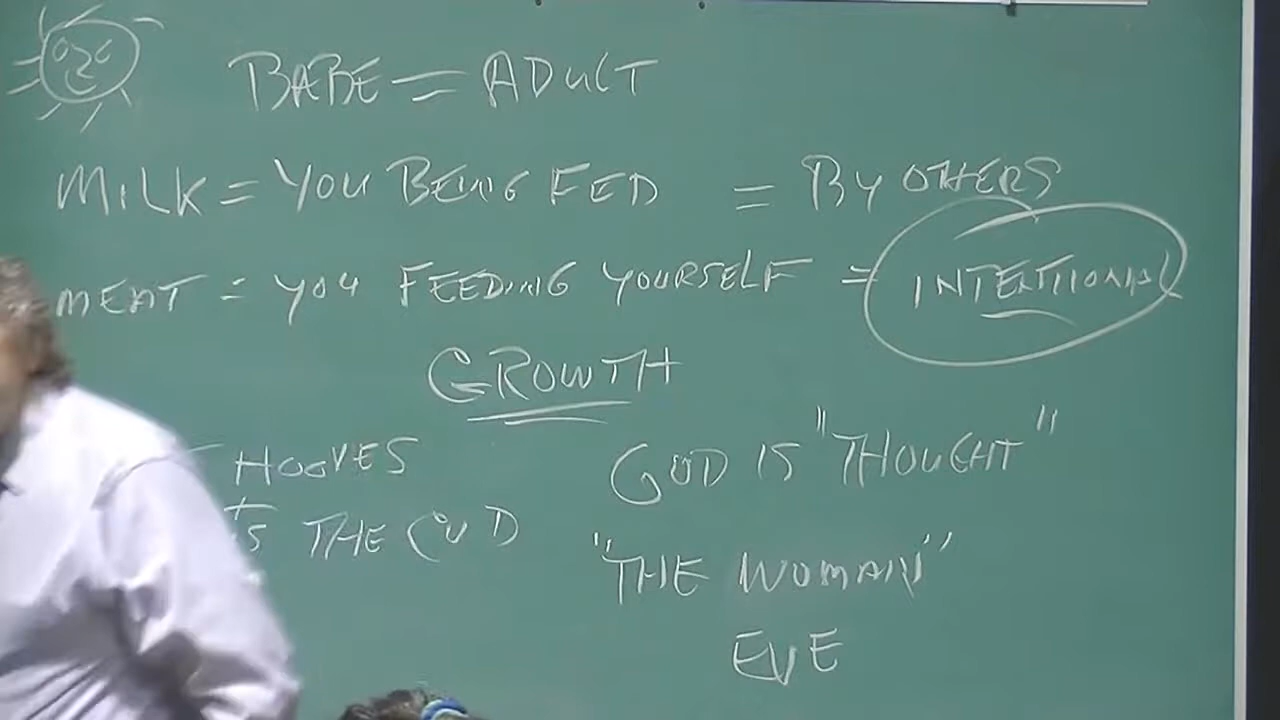 BABE = ADULT
MILK = YOU BEING FED = BY OTHERS
MEAT = YOU FEEDING YOURSELF = INTENTIONAL
GROWTH
HOOVES
THE CUD
GOD IS "THOUGHT"
"THE WOMAN"
EVE